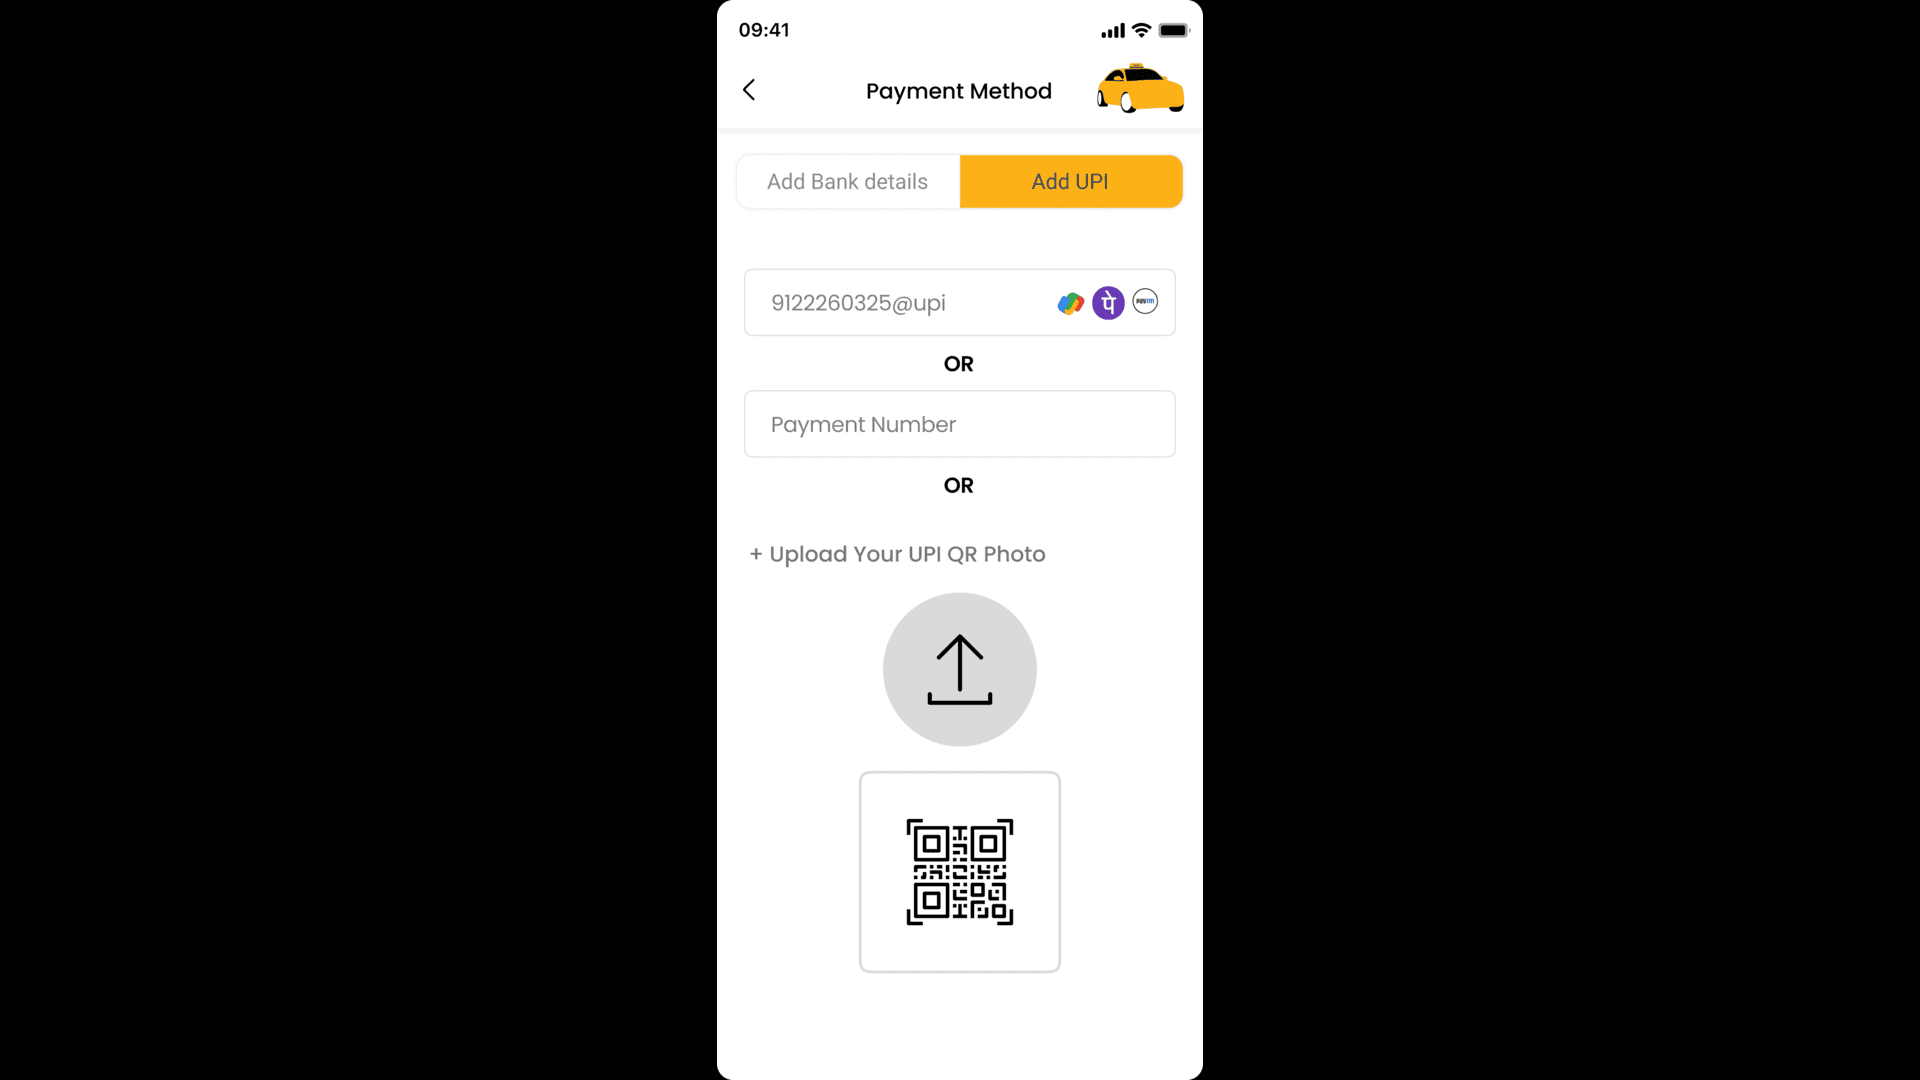 09:41
Payment Method
Add Bank details
Add UPI
9122260325@upi
पे
Paytm
OR
Payment Number
OR
+ Upload Your UPI QR Photo